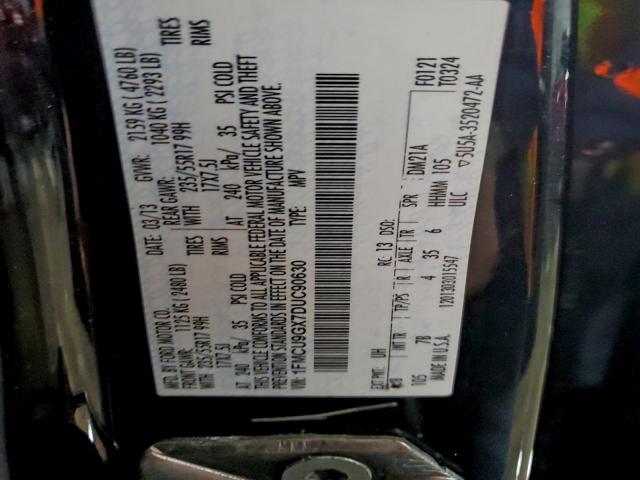 MFD. BY FORD MOTOR CO.
DATE: 03/13 GVWR: 2159 KG ( 4760 LB)
FRONT GAWR: 1125 KG (2480 LB) REAR GAWR: 1040 KG ( 2293 LB)
235/55R17 99H TIRES WITH 235/55R17 99H TIRES
17X7.5J RIMS 17X7.5J RIMS
AT 240 kPa/ 35 PSI COLD AT 240 kPa/ 35 PSI COLD
THIS VEHICLE CONFORMS TO ALL APPLICABLE FEDERAL MOTOR VEHICLE SAFETY AND THEFT
PREVENTION STANDARDS IN EFFECT ON THE DATE OF MANUFACTURE SHOWN ABOVE.
VIN: 1FMCU9GX7DUC90630 TYPE: MPV
EXT PNT: UH RC: 13 DSO: F0121
INT TR TP/PS R AXLE TR SPR DM21A T0324
105 7B 4 35 6 HHMM 105
MADE IN U.S.A. ULC 5U5A-3520472-AA
1201303015547